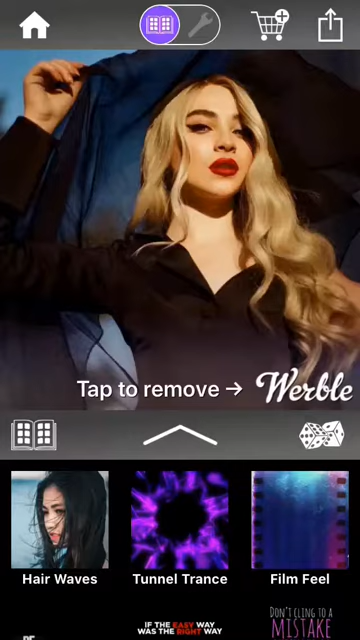 Tap to remove → Werble
Hair Waves
Tunnel Trance
Film Feel
IF THE EASY WAY
WAS THE RIGHT WAY
DON'T CLING TO A
MISTAKE
BE